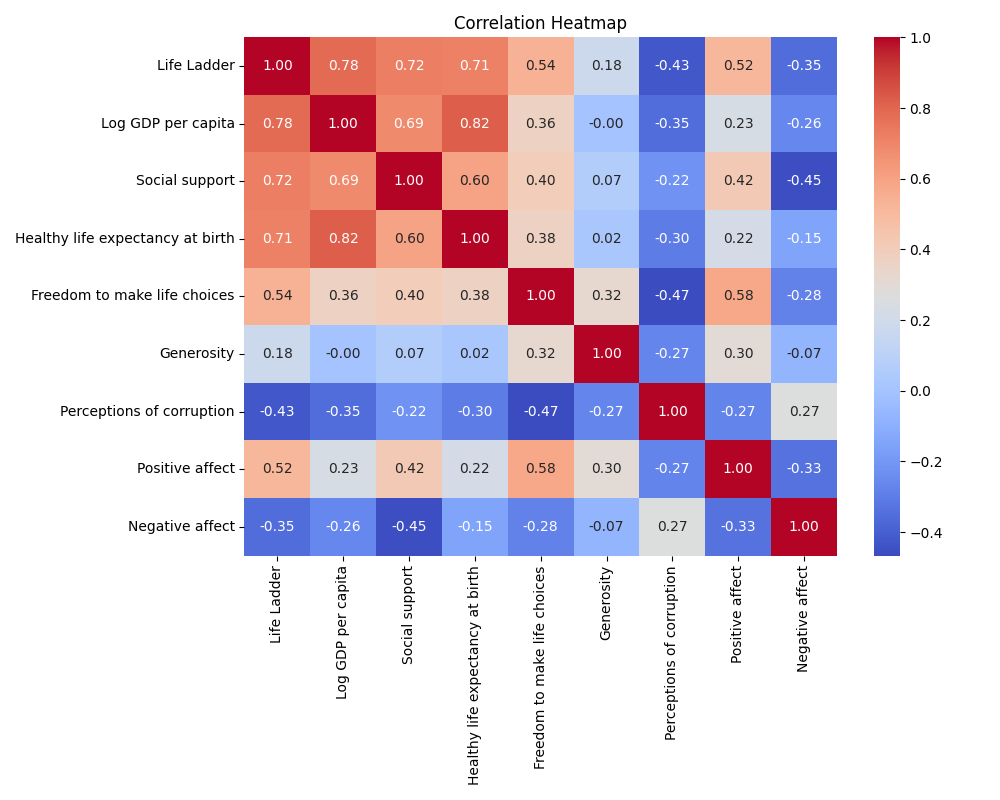 Correlation Heatmap
Life Ladder 1.00 0.78 0.72 0.71 0.54 0.18 -0.43 0.52 -0.35
Log GDP per capita 0.78 1.00 0.69 0.82 0.36 -0.00 -0.35 0.23 -0.26
Social support 0.72 0.69 1.00 0.60 0.40 0.07 -0.22 0.42 -0.45
Healthy life expectancy at birth 0.71 0.82 0.60 1.00 0.38 0.02 -0.30 0.22 -0.15
Freedom to make life choices 0.54 0.36 0.40 0.38 1.00 0.32 -0.47 0.58 -0.28
Generosity 0.18 -0.00 0.07 0.02 0.32 1.00 -0.27 0.30 -0.07
Perceptions of corruption -0.43 -0.35 -0.22 -0.30 -0.47 -0.27 1.00 -0.27 0.27
Positive affect 0.52 0.23 0.42 0.22 0.58 0.30 -0.27 1.00 -0.33
Negative affect -0.35 -0.26 -0.45 -0.15 -0.28 -0.07 0.27 -0.33 1.00
Life Ladder
Log GDP per capita
Social support
Healthy life expectancy at birth
Freedom to make life choices
Generosity
Perceptions of corruption
Positive affect
Negative affect
1.0
0.8
0.6
0.4
0.2
0.0
−0.2
−0.4